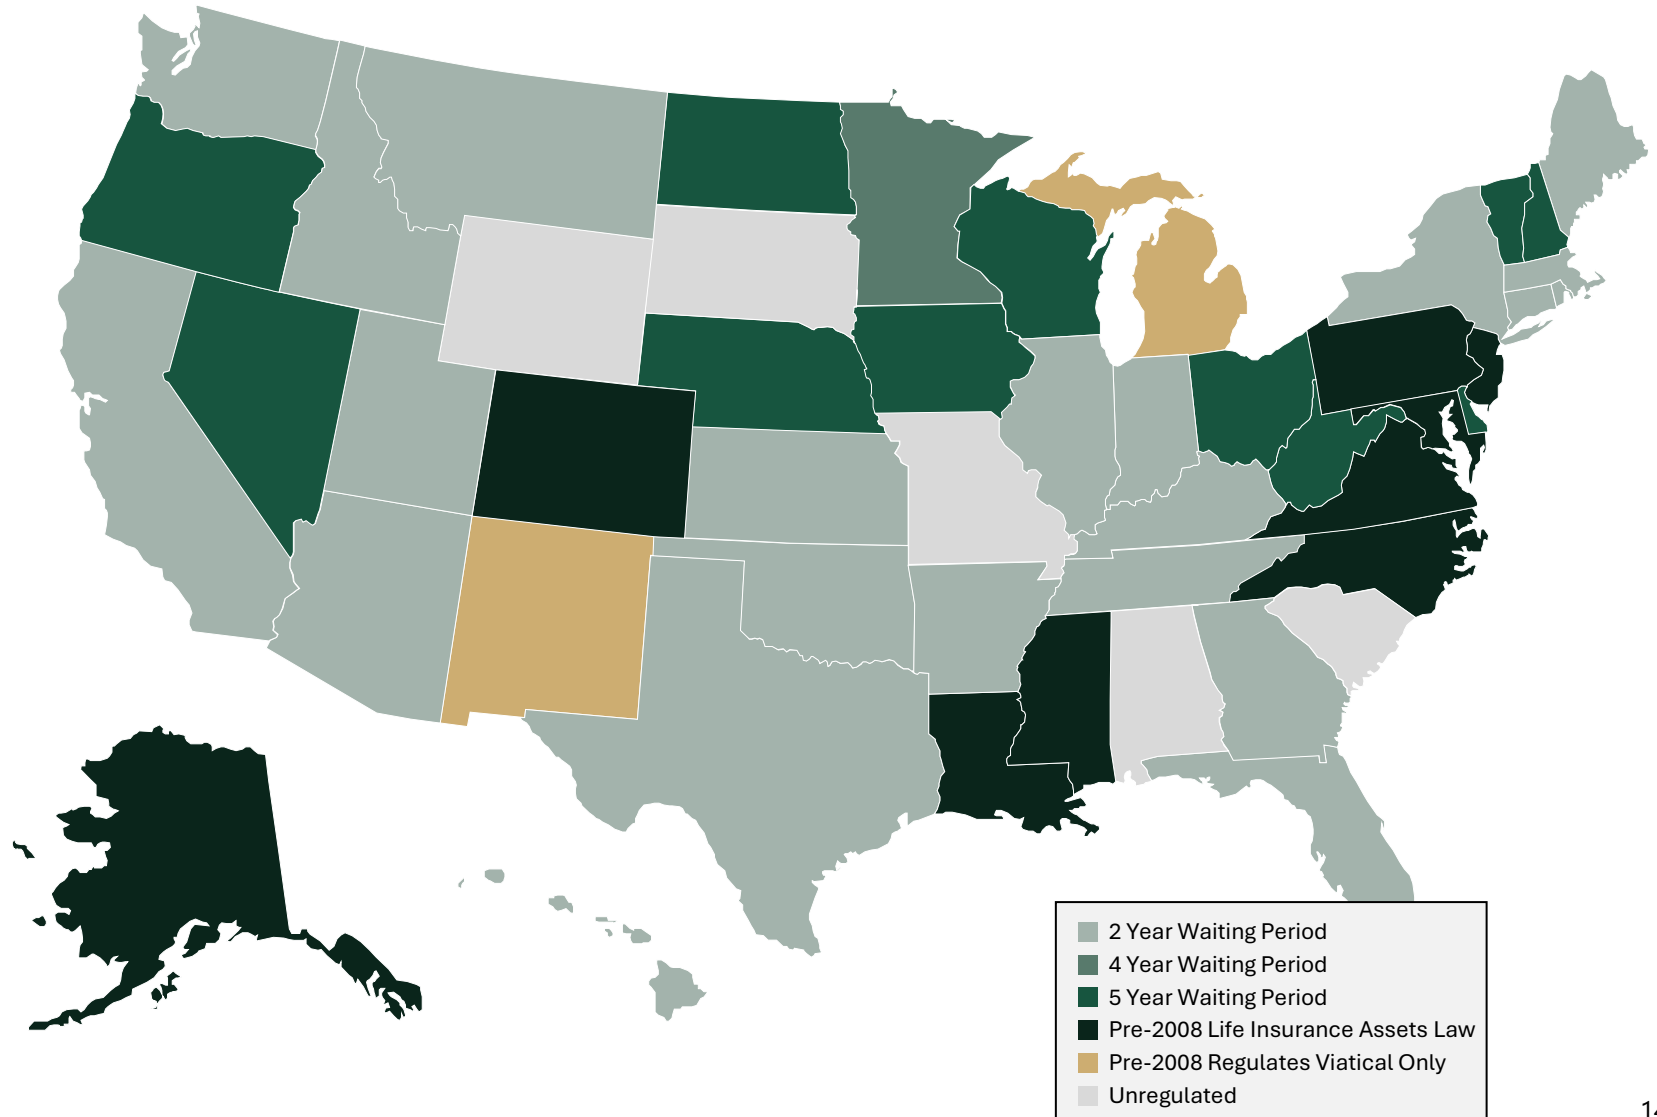 2 Year Waiting Period
4 Year Waiting Period
5 Year Waiting Period
Pre-2008 Life Insurance Assets Law
Pre-2008 Regulates Viatical Only
Unregulated